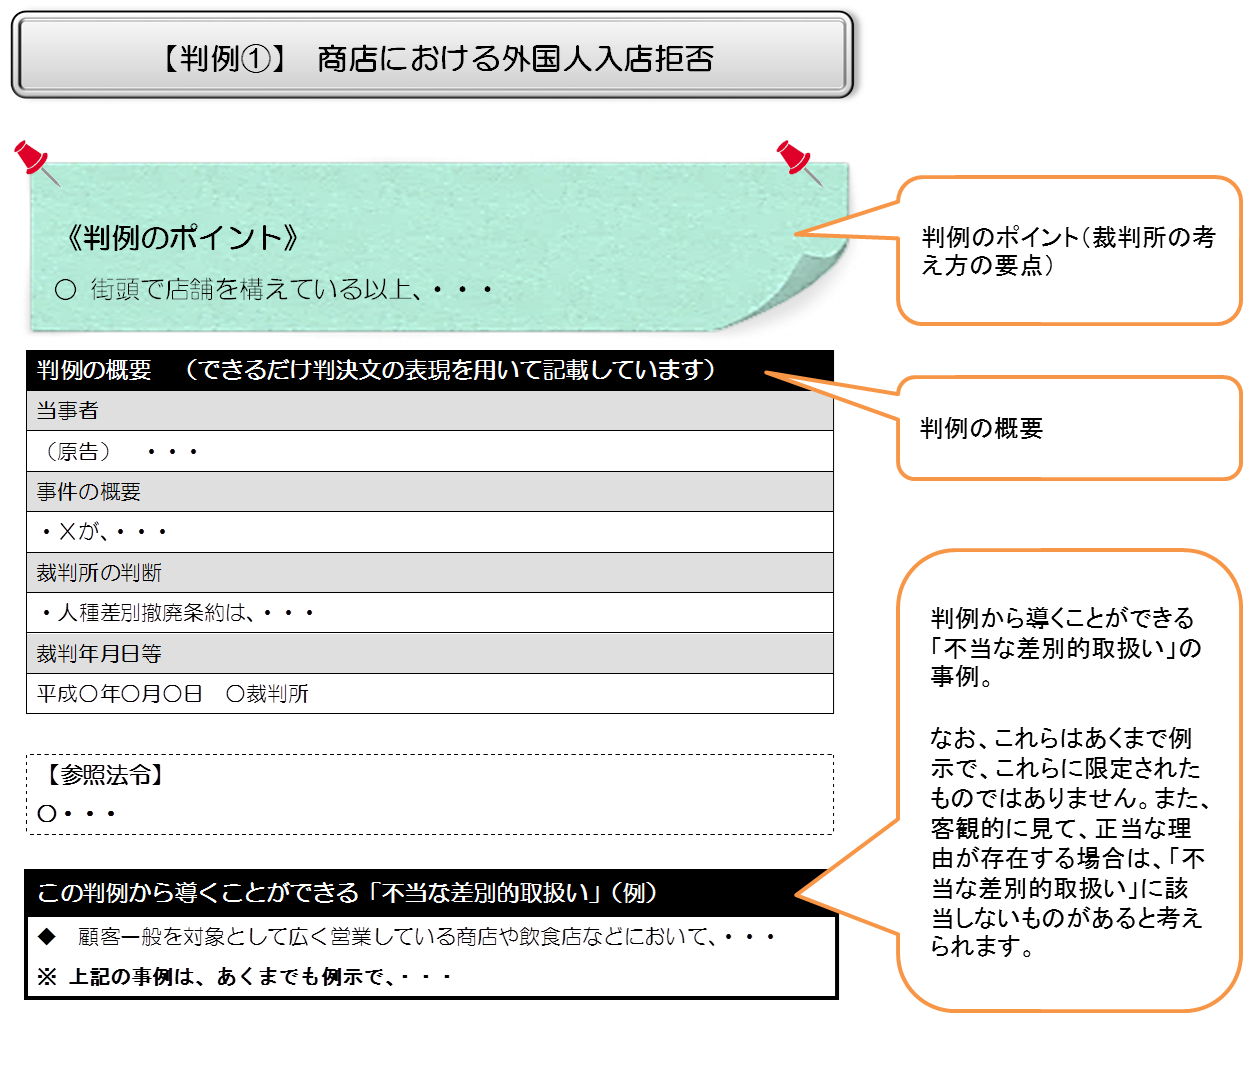 【判例①】　商店における外国人入店拒否
《判例のポイント》
○ 街頭で店舗を構えている以上、・・・
判例のポイント（裁判所の考
え方の要点）
判例の概要　（できるだけ判決文の表現を用いて記載しています）
当事者
（原告）　・・・
事件の概要
・Ｘが、・・・
裁判所の判断
・人種差別撤廃条約は、・・・
裁判年月日等
平成○年○月○日　○裁判所
判例の概要
【参照法令】
○・・・
この判例から導くことができる「不当な差別的取扱い」（例）
◆　顧客一般を対象として広く営業している商店や飲食店などにおいて、・・・
※ 上記の事例は、あくまでも例示で、・・・
判例から導くことができる
「不当な差別的取扱い」の
事例。
なお、これらはあくまで例
示で、これらに限定された
ものではありません。また、
客観的に見て、正当な理
由が存在する場合は、「不
当な差別的取扱い」に該
当しないものがあると考え
られます。